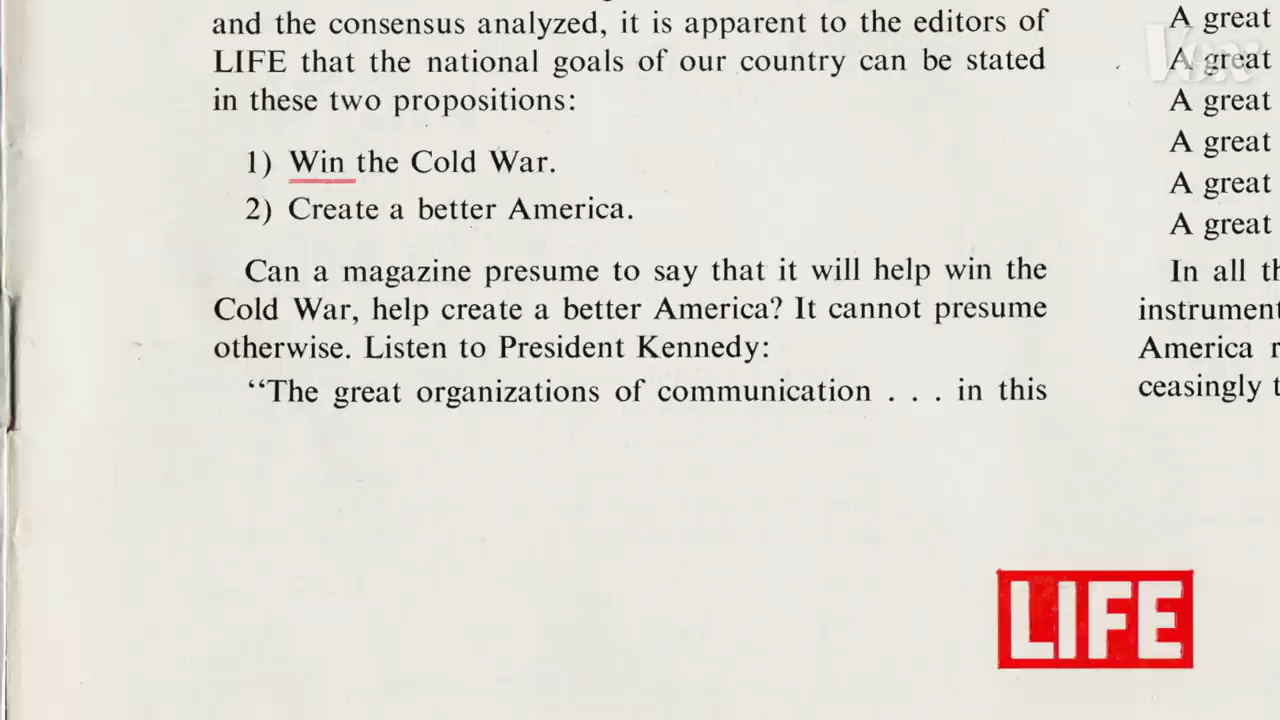 and the consensus analyzed, it is apparent to the editors of
LIFE that the national goals of our country can be stated
in these two propositions:
1) Win the Cold War.
2) Create a better America.
Can a magazine presume to say that it will help win the
Cold War, help create a better America? It cannot presume
otherwise. Listen to President Kennedy:
“The great organizations of communication . . . in this
A great
A great
A great
A great
A great
A great
In all th
instrument
America r
ceasingly t
LIFE
Vox